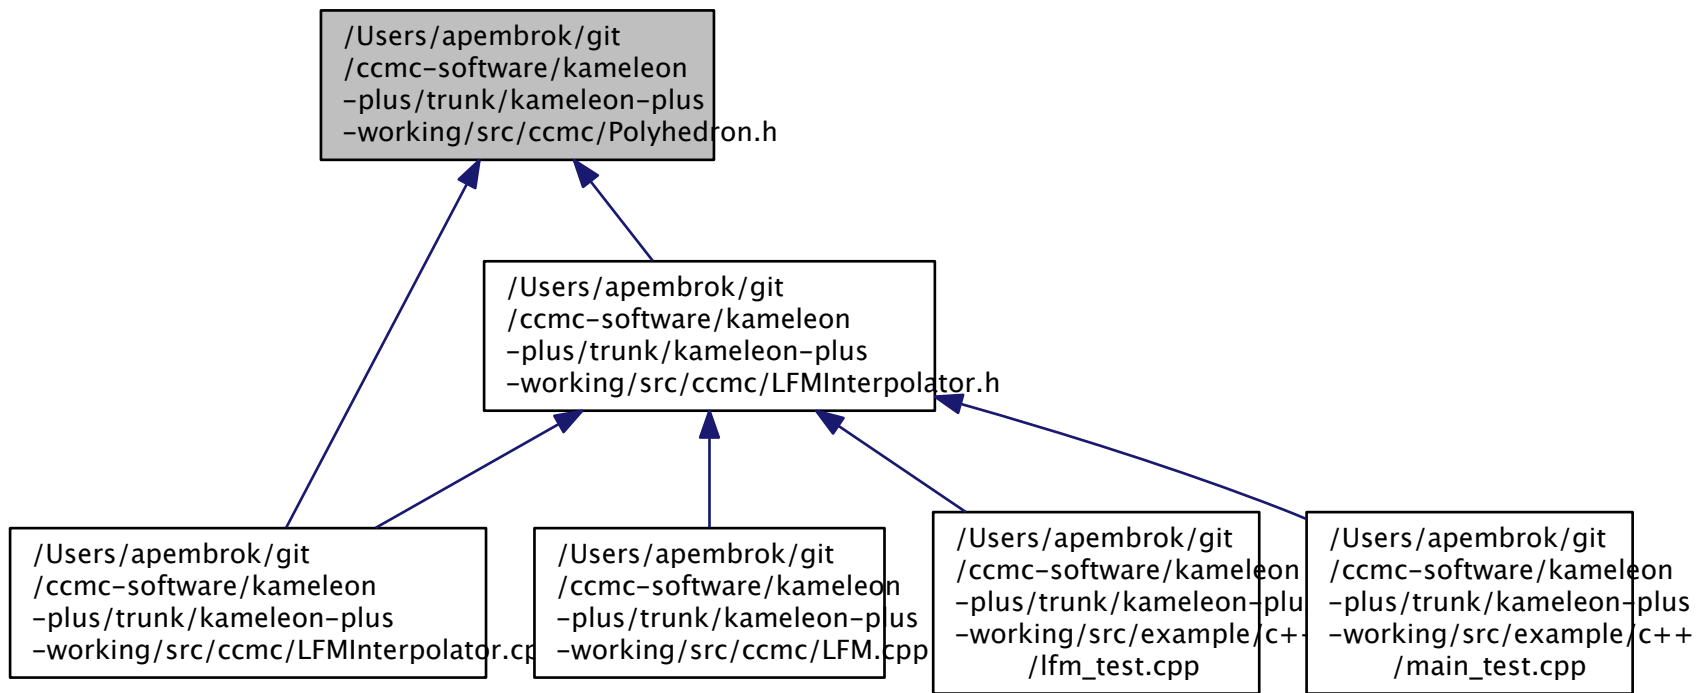 /Users/apembrok/git
/ccmc-software/kameleon
-plus/trunk/kameleon-plus
-working/src/ccmc/Polyhedron.h
/Users/apembrok/git
/ccmc-software/kameleon
-plus/trunk/kameleon-plus
-working/src/ccmc/LFMInterpolator.h
/Users/apembrok/git
/ccmc-software/kameleon
-plus/trunk/kameleon-plus
-working/src/ccmc/LFMInterpolator.cp
/Users/apembrok/git
/ccmc-software/kameleon
-plus/trunk/kameleon-plus
-working/src/ccmc/LFM.cpp
/Users/apembrok/git
/ccmc-software/kameleon
-plus/trunk/kameleon-plu
-working/src/example/c++
/lfm_test.cpp
/Users/apembrok/git
/ccmc-software/kameleon
-plus/trunk/kameleon-plus
-working/src/example/c++
/main_test.cpp